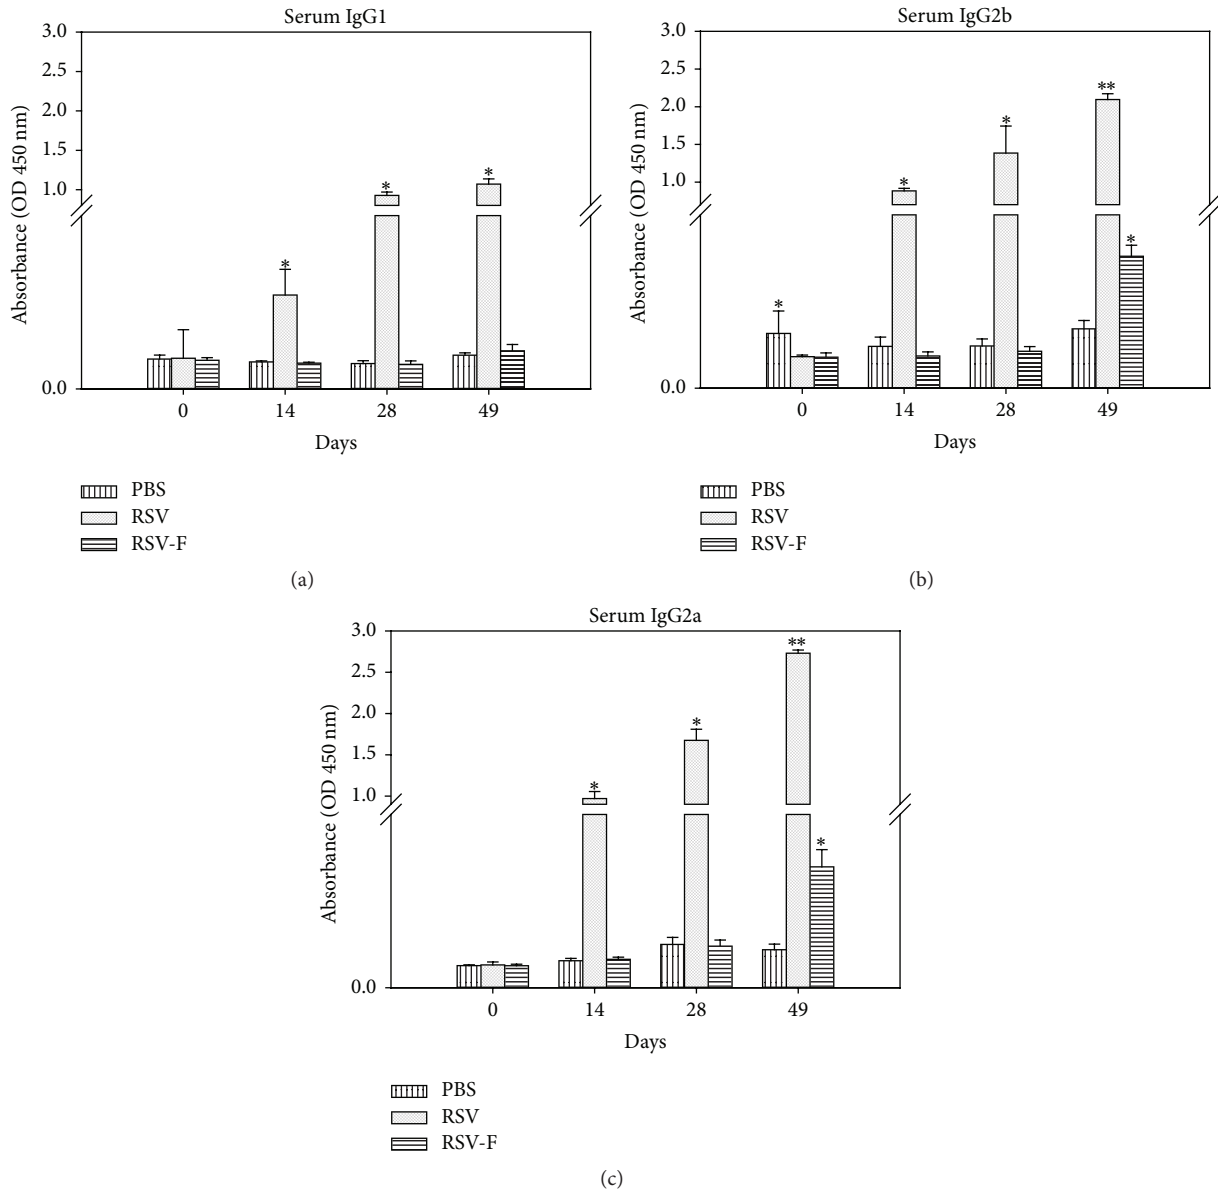 Serum IgG1
3.0
2.5
2.0
1.5
1.0
0.0
Absorbance (OD 450 nm)
*
*
*
0 14 28 49
Days
PBS
RSV
RSV-F
(a)
Serum IgG2b
3.0
2.5
2.0
1.5
1.0
0.0
Absorbance (OD 450 nm)
*
*
*
**
*
0 14 28 49
Days
PBS
RSV
RSV-F
(b)
Serum IgG2a
3.0
2.5
2.0
1.5
1.0
0.0
Absorbance (OD 450 nm)
*
*
**
*
0 14 28 49
Days
PBS
RSV
RSV-F
(c)